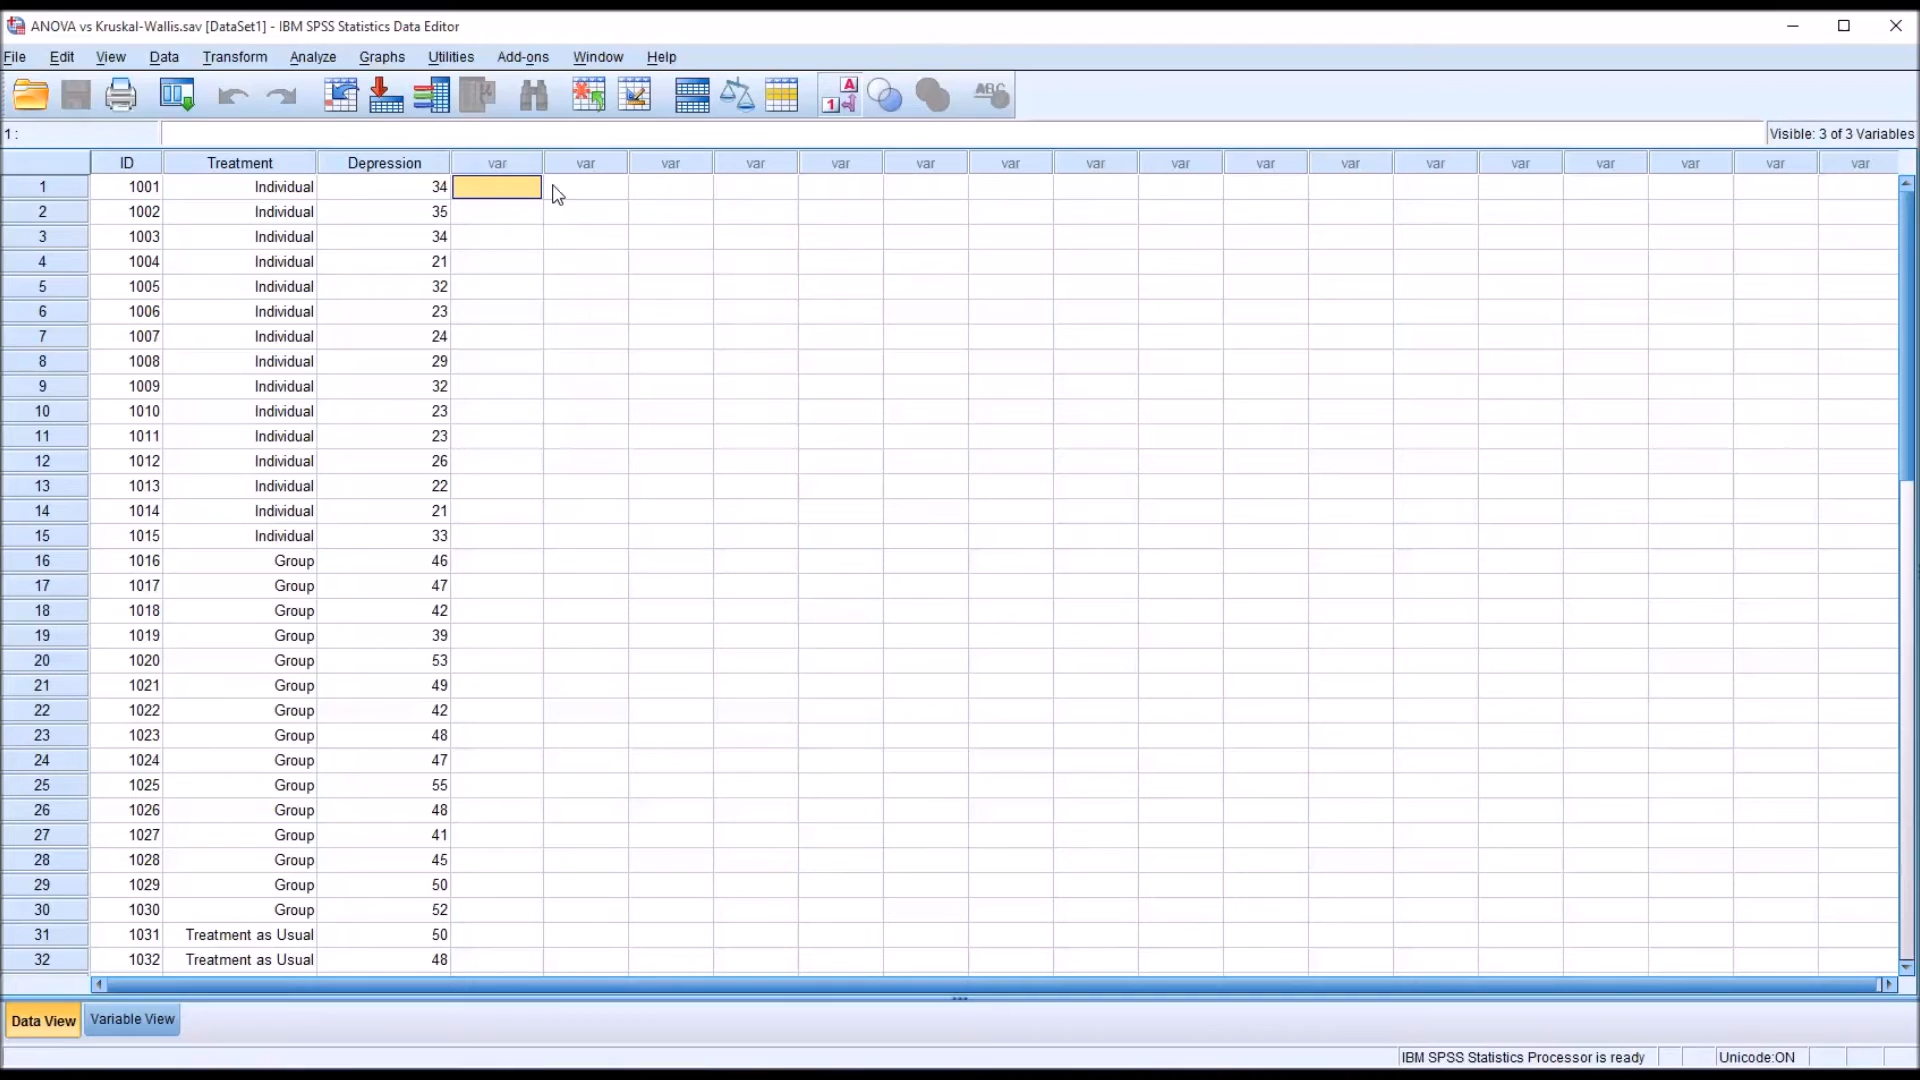 ANOVA vs Kruskal-Wallis.sav [DataSet1] - IBM SPSS Statistics Data Editor
File Edit View Data Transform Analyze Graphs Utilities Add-ons Window Help
1 A ABC
1 : Visible: 3 of 3 Variables
ID Treatment Depression var var var var var var var var var var var var var var var var var
1 1001 Individual 34
2 1002 Individual 35
3 1003 Individual 34
4 1004 Individual 21
5 1005 Individual 32
6 1006 Individual 23
7 1007 Individual 24
8 1008 Individual 29
9 1009 Individual 32
10 1010 Individual 23
11 1011 Individual 23
12 1012 Individual 26
13 1013 Individual 22
14 1014 Individual 21
15 1015 Individual 33
16 1016 Group 46
17 1017 Group 47
18 1018 Group 42
19 1019 Group 39
20 1020 Group 53
21 1021 Group 49
22 1022 Group 42
23 1023 Group 48
24 1024 Group 47
25 1025 Group 55
26 1026 Group 48
27 1027 Group 41
28 1028 Group 45
29 1029 Group 50
30 1030 Group 52
31 1031 Treatment as Usual 50
32 1032 Treatment as Usual 48
Data View Variable View
IBM SPSS Statistics Processor is ready Unicode:ON